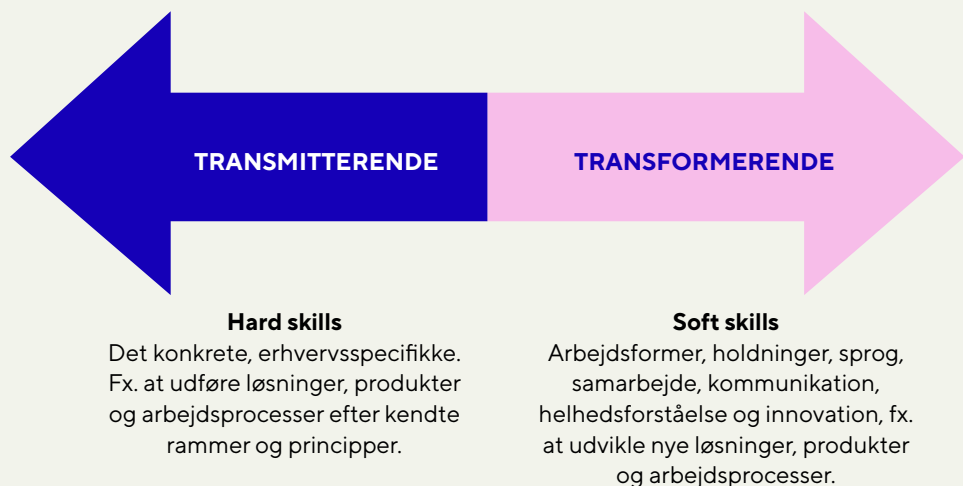 TRANSMITTERENDE
TRANSFORMERENDE
Hard skills
Det konkrete, erhvervsspecifikke.
Fx. at udføre løsninger, produkter
og arbejdsprocesser efter kendte
rammer og principper.
Soft skills
Arbejdsformer, holdninger, sprog,
samarbejde, kommunikation,
helhedsforståelse og innovation, fx.
at udvikle nye løsninger, produkter
og arbejdsprocesser.